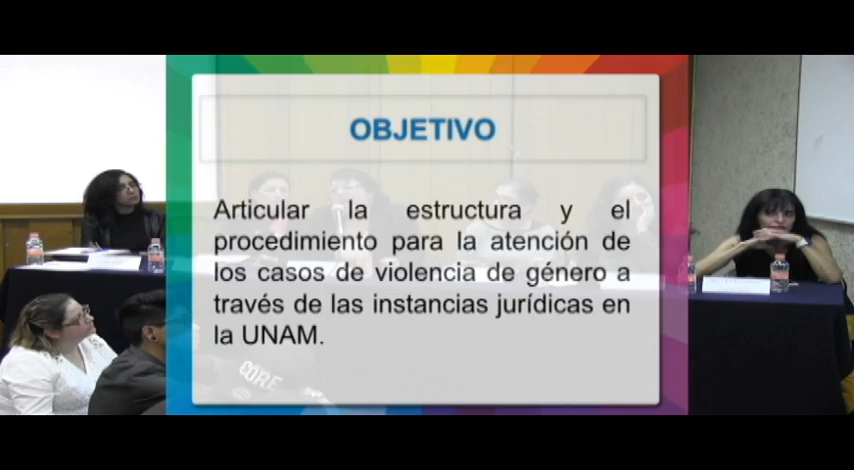 OBJETIVO
Articular la estructura y el
procedimiento para la atención de
los casos de violencia de género a
través de las instancias jurídicas en
la UNAM.
CORE